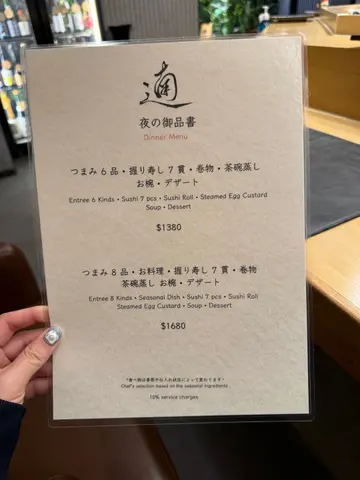 夜の御品書
Dinner Menu
つまみ 6 品・握り寿し 7 貫・巻物・茶碗蒸し
お椀・デザート
Entree 6 Kinds • Sushi 7 pcs • Sushi Roll • Steamed Egg Custard
Soup • Dessert
$1380
つまみ 8 品・お料理・握り寿し 7 貫・巻物
茶碗蒸し お椀・デザート
Entree 8 Kinds • Seasonal Dish • Sushi 7 pcs • Sushi Roll
Steamed Egg Custard • Soup • Dessert
$1680
Chef's selection based on the seasonal ingredients
10% service charges